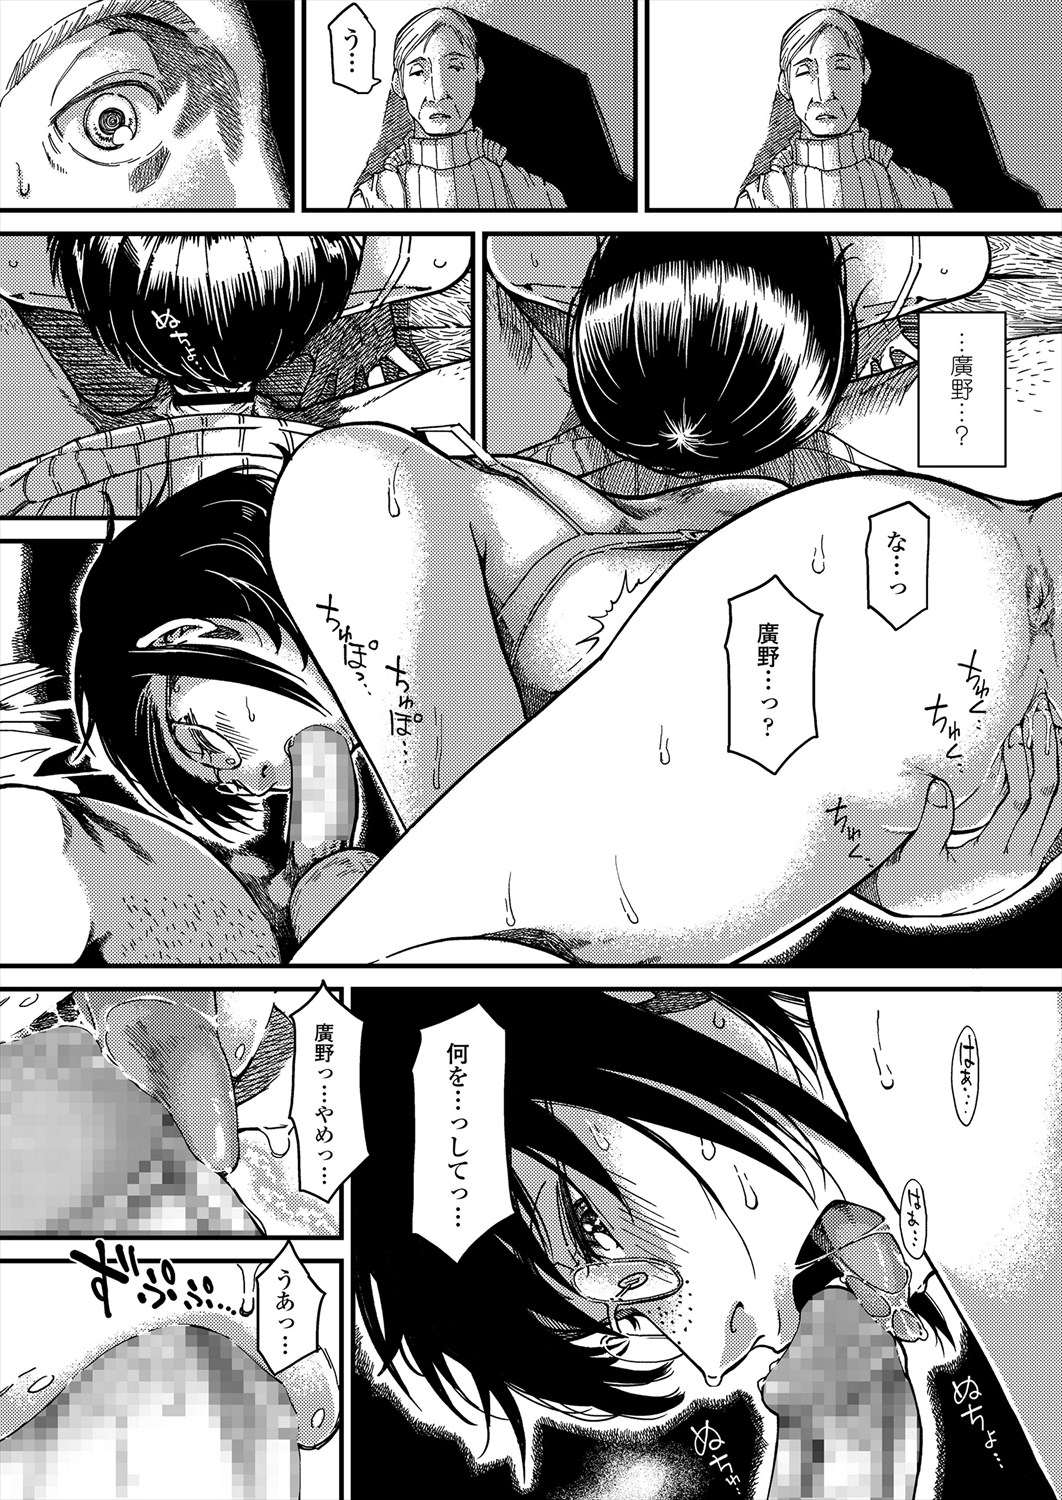 う…
…廣野…?
ぬちょ…
な…っ
廣野…っ?
ちゅく…
ちゅく…
ちゅく…
ちゅぽっ…
ちゅぽ…
はぁ…
はぁ…
何を…っしてっ…
ぬちょ…
ぬちゅ…
廣野っ…やめっ…
うあっ…
ずぷぷ…